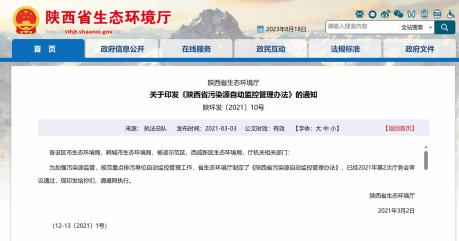 陕西省生态环境厅
http://sthjt.shaanxi.gov.cn
2023年8月18日
请输入搜索内容
全站搜索
首 页
政府信息公开
在线服务
政民互动
法规标准
政府文件
陕西省生态环境厅
关于印发《陕西省污染源自动监控管理办法》的通知
陕环发〔2021〕10号
来源: 执法总队 发布时间: 2021-03-03 公文时效: 有效 【字体: 大 中 小】 【返回首页】
各设区市生态环境局、韩城市生态环境局、杨凌示范区、西咸新区生态环境局,厅机关相关部门:
为加强污染源监管,规范重点排污单位自动监控管理工作,省生态环境厅制定了《陕西省污染源自动监控管理办法》,已经2021年第2次厅务会审
议通过,现印发给你们,请遵照执行。
陕西省生态环境厅
2021年3月2日
(12-13〔2021〕1号)